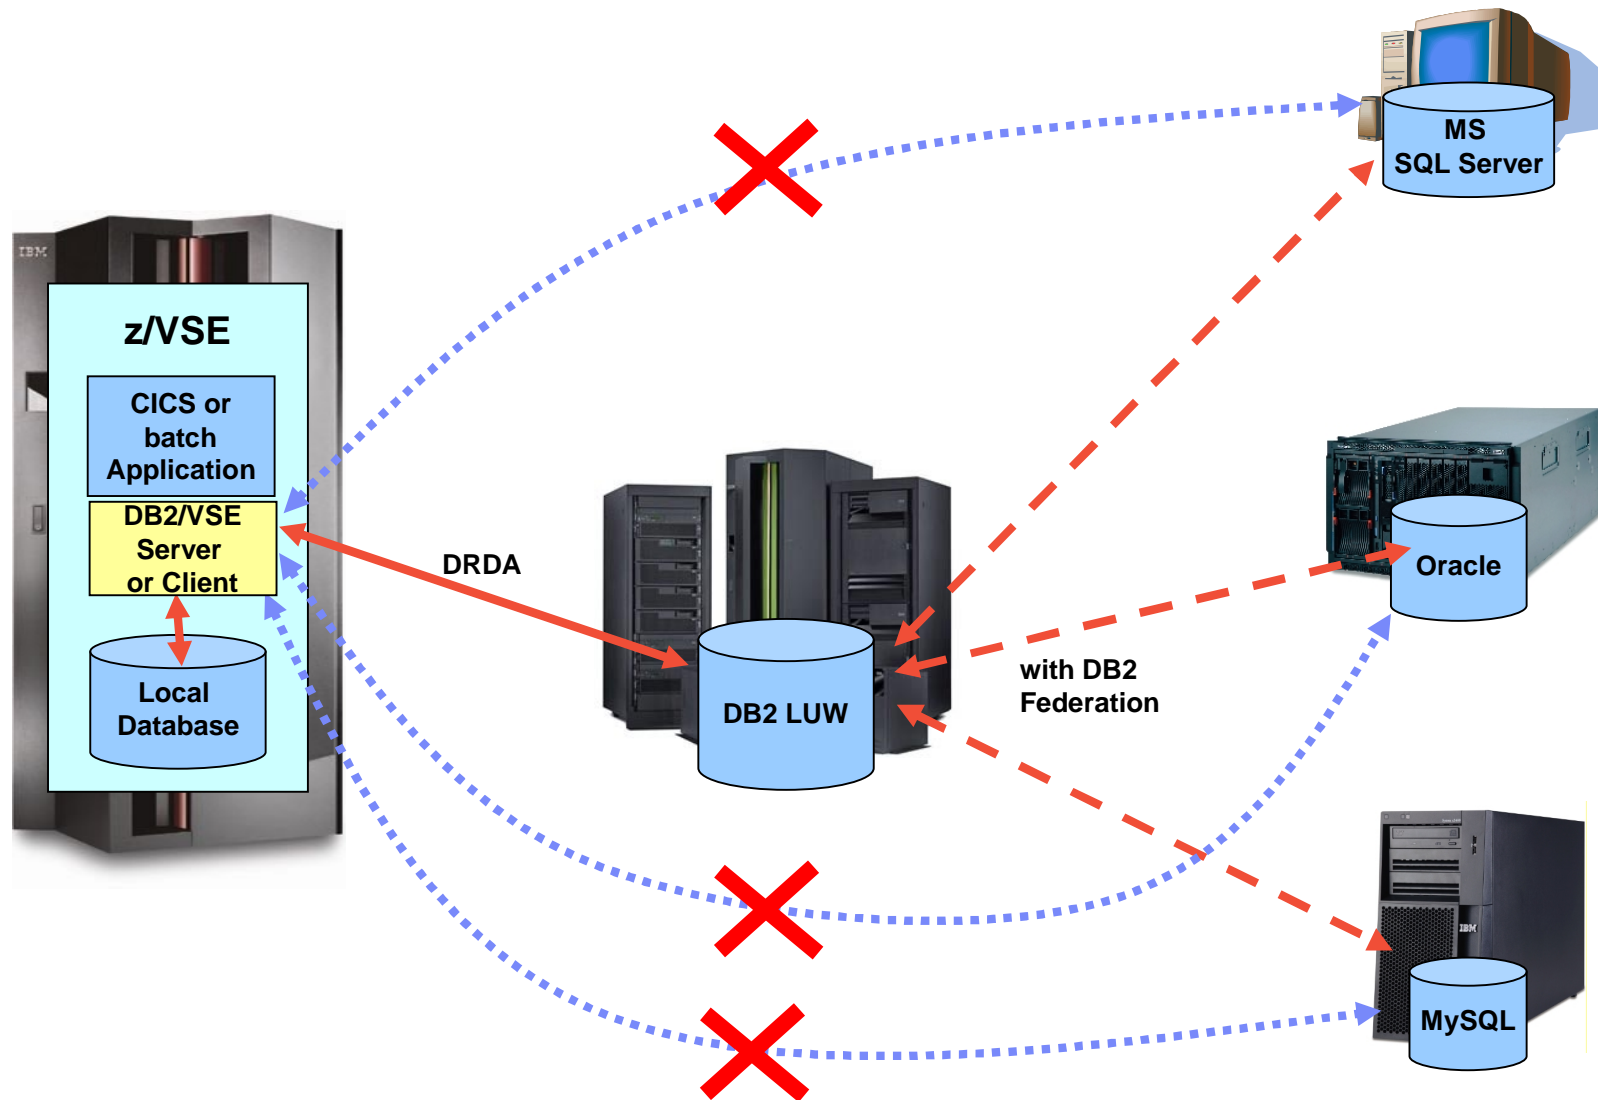 MS
SQL Server
IBM
z/VSE
CICS or
batch
Application
DB2/VSE
Server
or Client
DRDA
Oracle
with DB2
Federation
Local
Database
DB2 LUW
IBM
MySQL